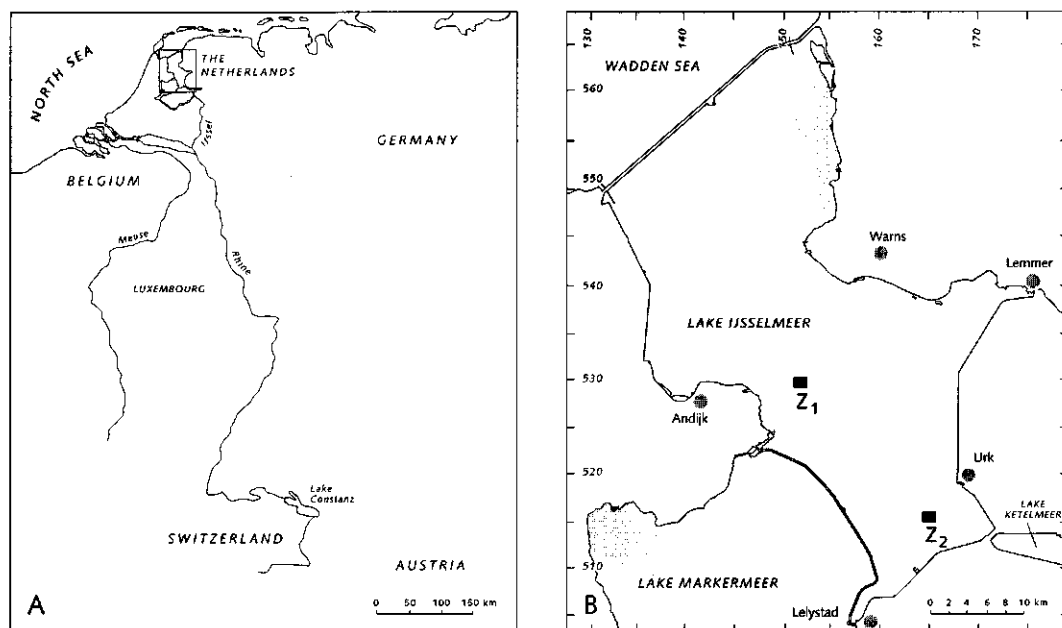 NORTH SEA
THE
NETHERLANDS
IJssel
GERMANY
BELGIUM
Meuse
Rhine
LUXEMBOURG
Lake
Constanz
SWITZERLAND
AUSTRIA
A
0 50 100 150 km
130 140 150 160 170
WADDEN SEA
560
550
Warns
Lemmer
540
LAKE IJSSELMEER
530
Z1
Andijk
Urk
520
LAKE
KETELMEER
Z2
510
LAKE MARKERMEER
B
Lelystad
0 2 4 6 8 10 km